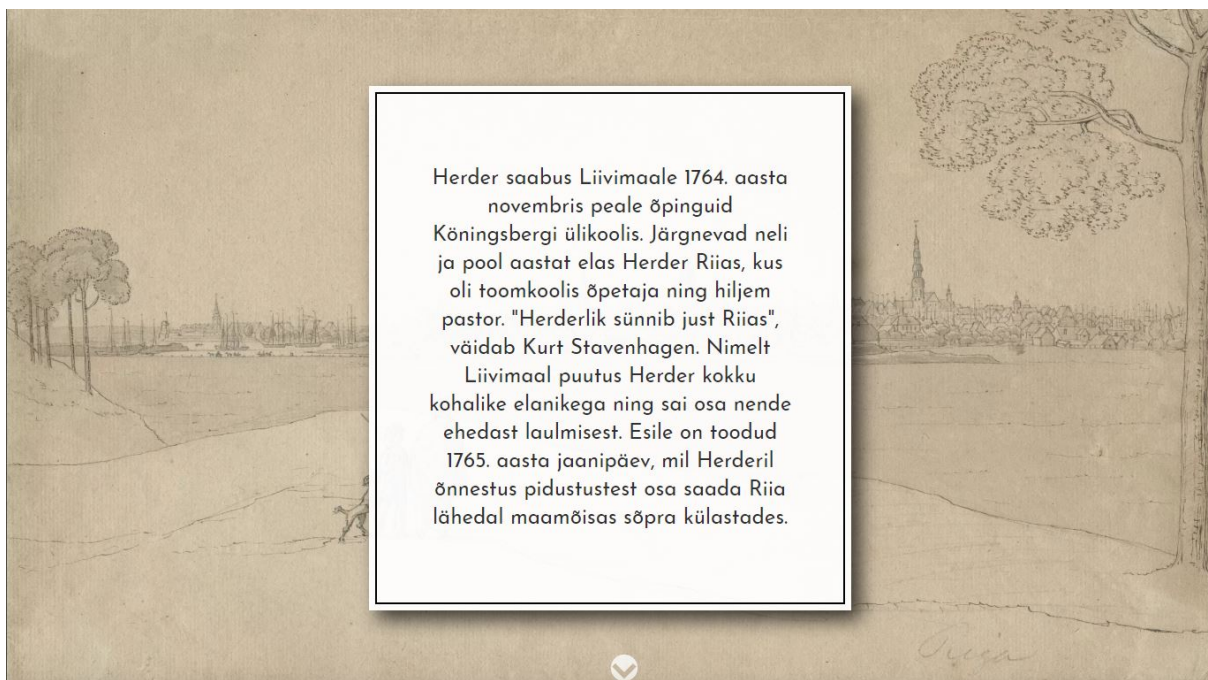 Herder saabus Liivimaale 1764. aasta
novembris peale õpinguid
Köningsbergi ülikoolis. Järgnevad neli
ja pool aastat elas Herder Riias, kus
oli toomkoolis õpetaja ning hiljem
pastor. "Herderlik sünnib just Riias",
väidab Kurt Stavenhagen. Nimelt
Liivimaal puutus Herder kokku
kohalike elanikega ning sai osa nende
ehedast laulmisest. Esile on toodud
1765. aasta jaanipäev, mil Herderil
õnnestus pidustustest osa saada Riia
lähedal maamõisas sõpra külastades.
Riga